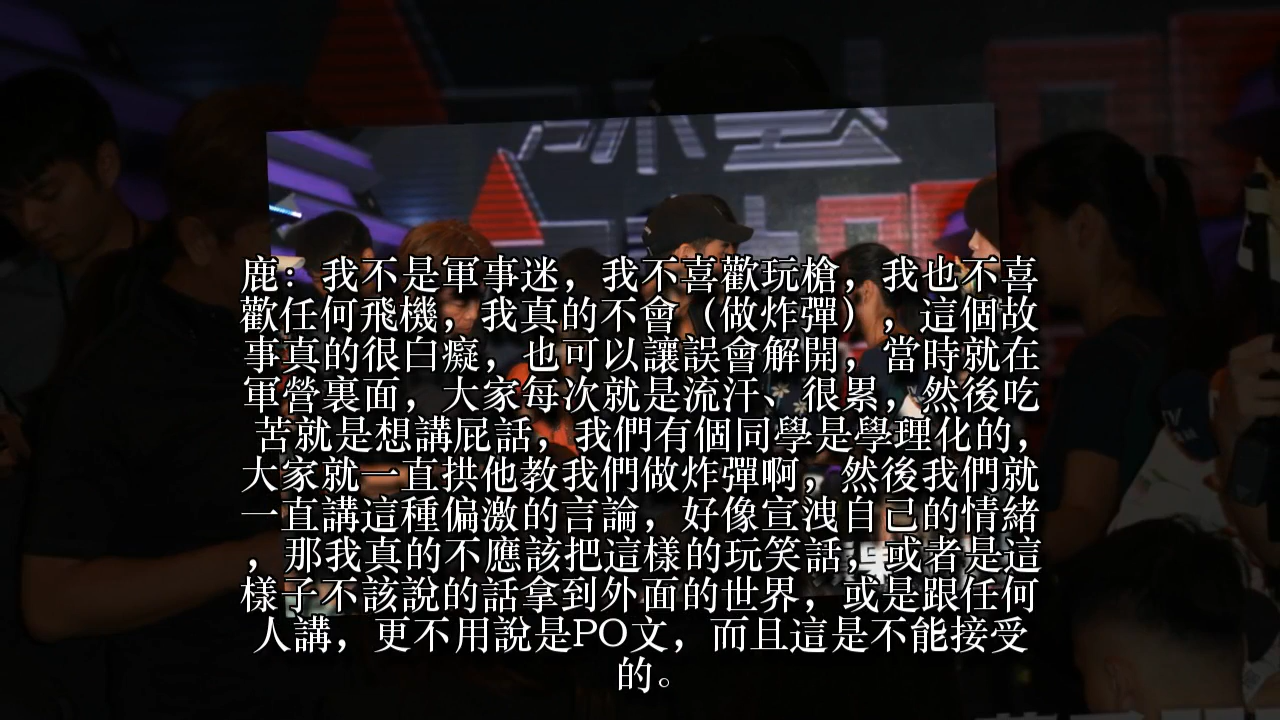 鹿：我不是軍事迷，我不喜歡玩槍，我也不喜
歡任何飛機，我真的不會（做炸彈），這個故
事真的很白癡，也可以讓誤會解開，當時就在
軍營裏面，大家每次就是流汗、很累，然後吃
苦就是想講屁話，我們有個同學是學理化的，
大家就一直拱他教我們做炸彈啊，然後我們就
一直講這種偏激的言論，好像宣洩自己的情緒
，那我真的不應該把這樣的玩笑話，或者是這
樣子不該說的話拿到外面的世界，或是跟任何
人講，更不用說是PO文，而且這是不能接受
的。